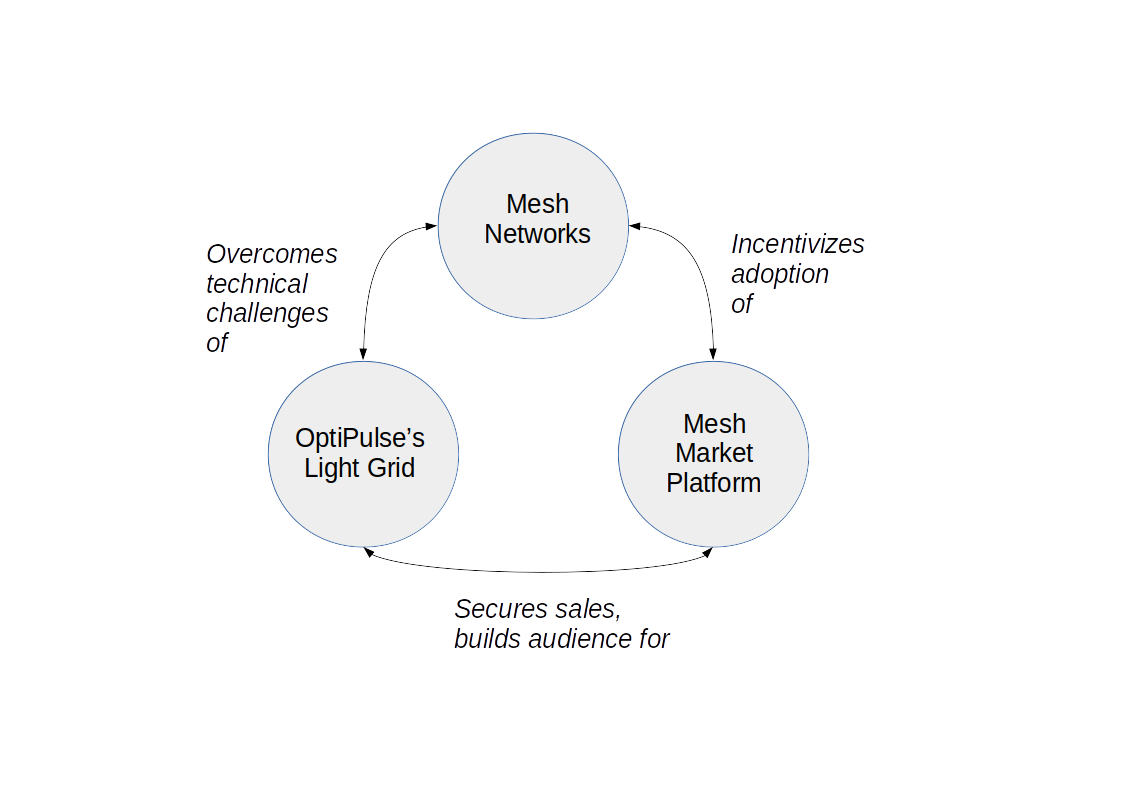 Mesh
Networks
Overcomes
technical
challenges
of
Incentivizes
adoption
of
OptiPulse’s
Light Grid
Mesh
Market
Platform
Secures sales,
builds audience for